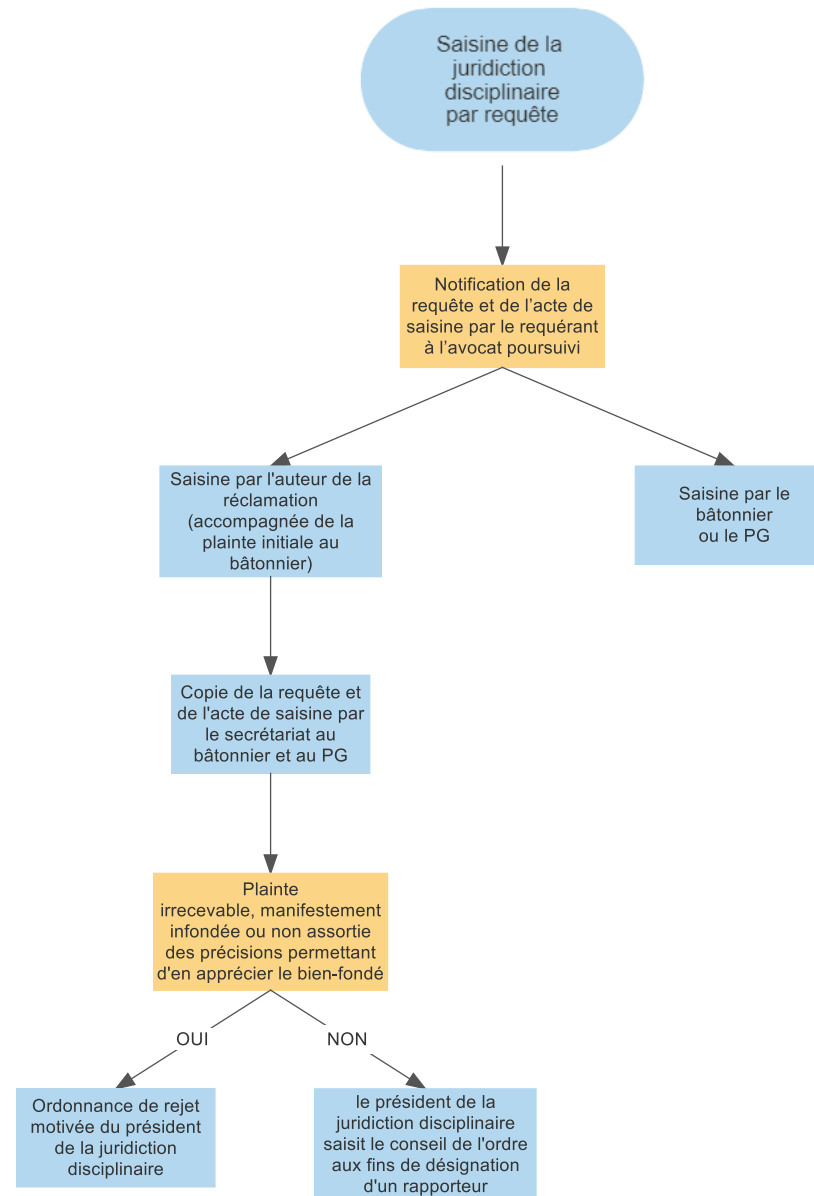 Saisine de la
juridiction
disciplinaire
par requête
Notification de la
requête et de l’acte de
saisine par le requérant
à l’avocat poursuivi
Saisine par l'auteur de la
réclamation
(accompagnée de la
plainte initiale au
bâtonnier)
Saisine par le
bâtonnier
ou le PG
Copie de la requête et
de l'acte de saisine par
le secrétariat au
bâtonnier et au PG
Plainte
irrecevable, manifestement
infondée ou non assortie
des précisions permettant
d'en apprécier le bien-fondé
OUI
NON
Ordonnance de rejet
motivée du président
de la juridiction
disciplinaire
le président de la
juridiction disciplinaire
saisit le conseil de l'ordre
aux fins de désignation
d'un rapporteur